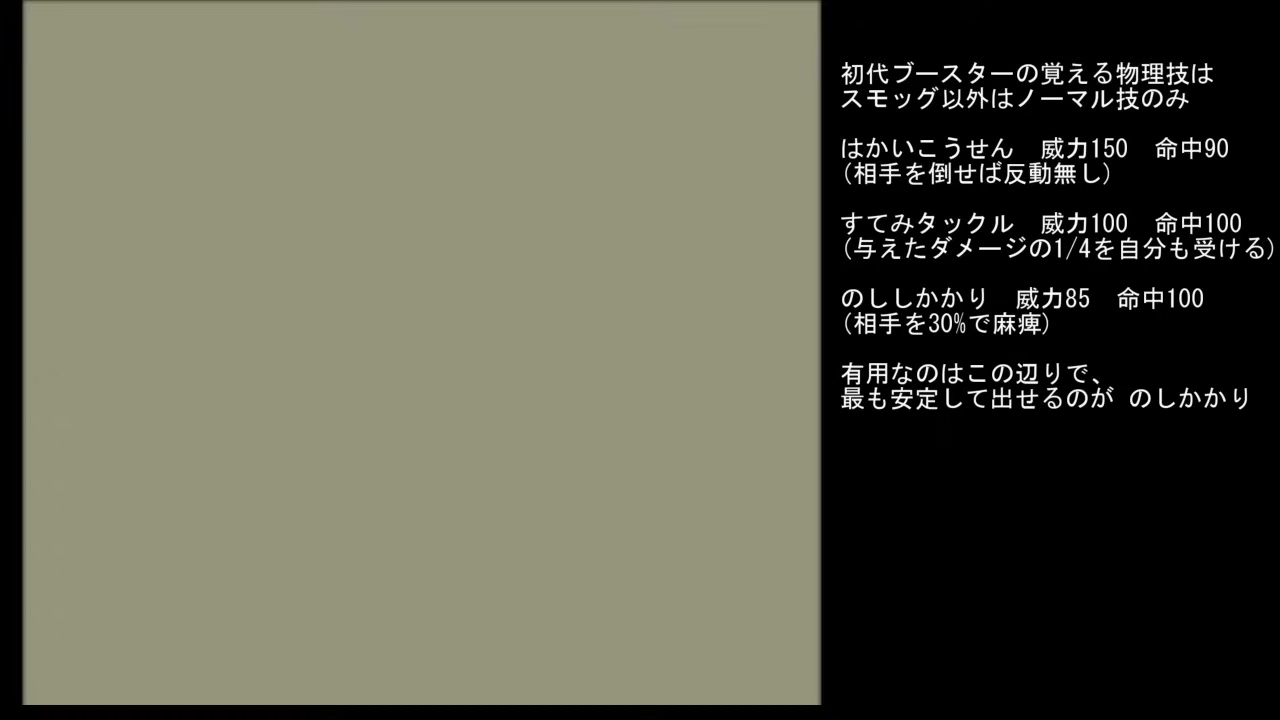 初代ブースターの覚える物理技は
スモッグ以外はノーマル技のみ
はかいこうせん　威力150　命中90
(相手を倒せば反動無し)
すてみタックル　威力100　命中100
(与えたダメージの1/4を自分も受ける)
のししかかり　威力85　命中100
(相手を30%で麻痺)
有用なのはこの辺りで、
最も安定して出せるのが のしかかり